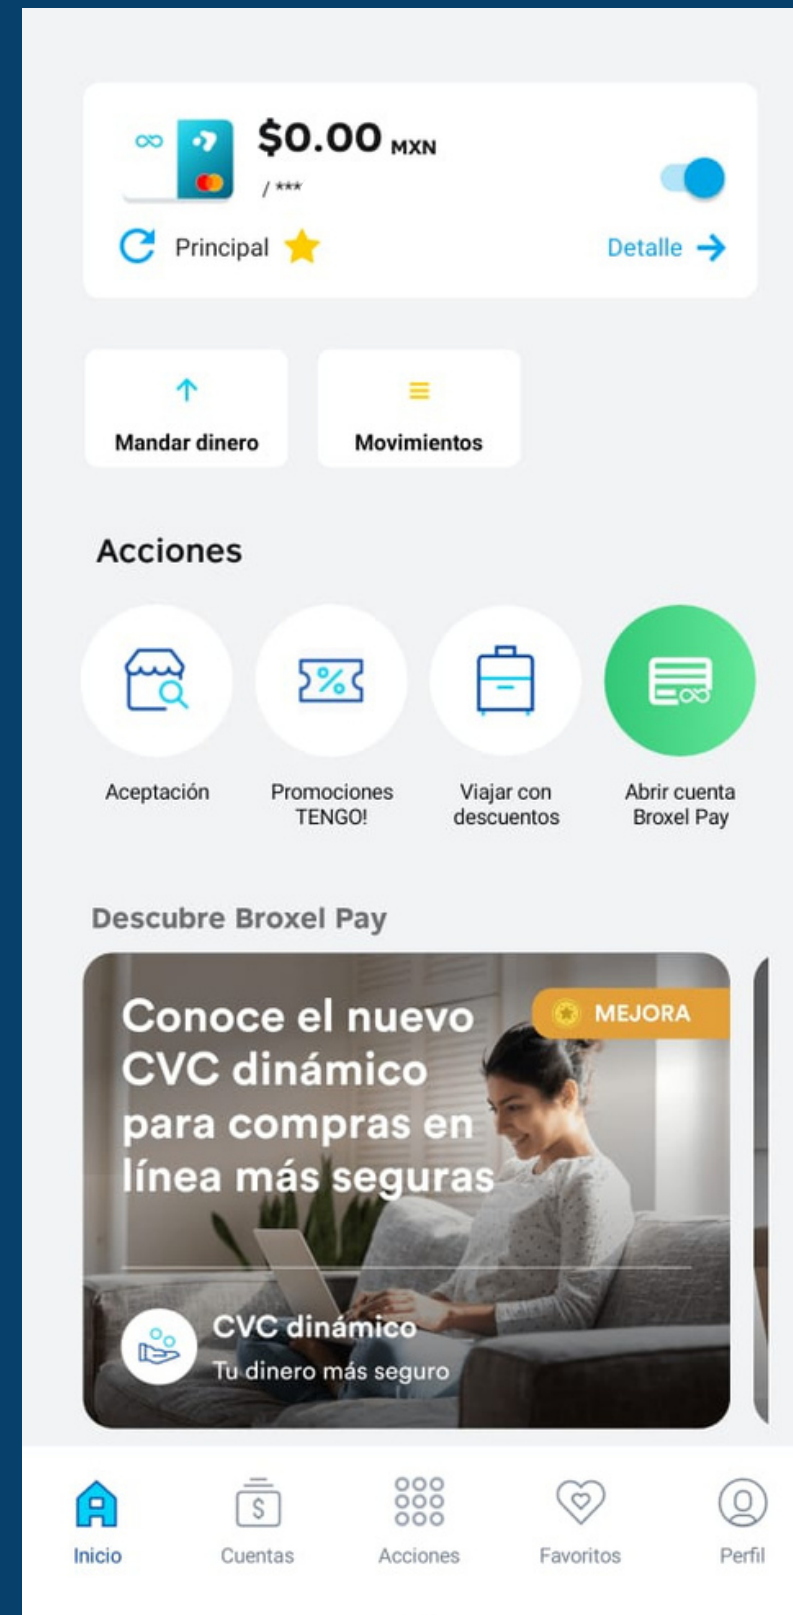 $0.00 MXN
/ ***
Principal
Detalle
Mandar dinero
Movimientos
Acciones
Aceptación
Promociones
TENGO!
Viajar con
descuentos
Abrir cuenta
Broxel Pay
Descubre Broxel Pay
MEJORA
Conoce el nuevo
CVC dinámico
para compras en
línea más seguras
CVC dinámico
Tu dinero más seguro
Inicio
Cuentas
Acciones
Favoritos
Perfil